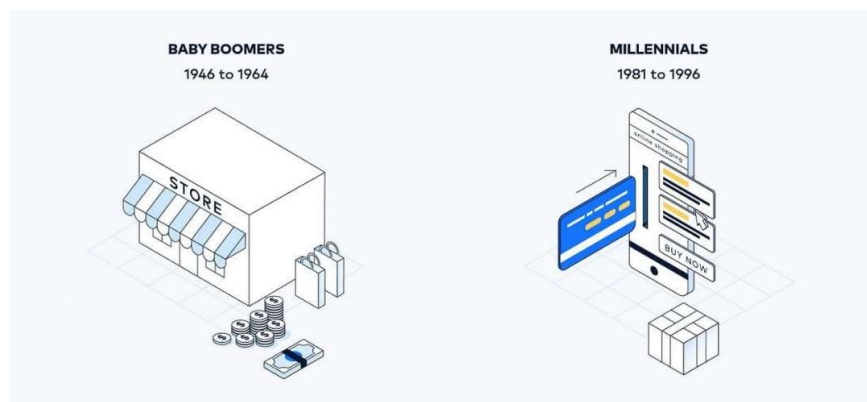 BABY BOOMERS
1946 to 1964
STORE
$
$
$
$
$
$
MILLENNIALS
1981 to 1996
online shopping
BUY NOW